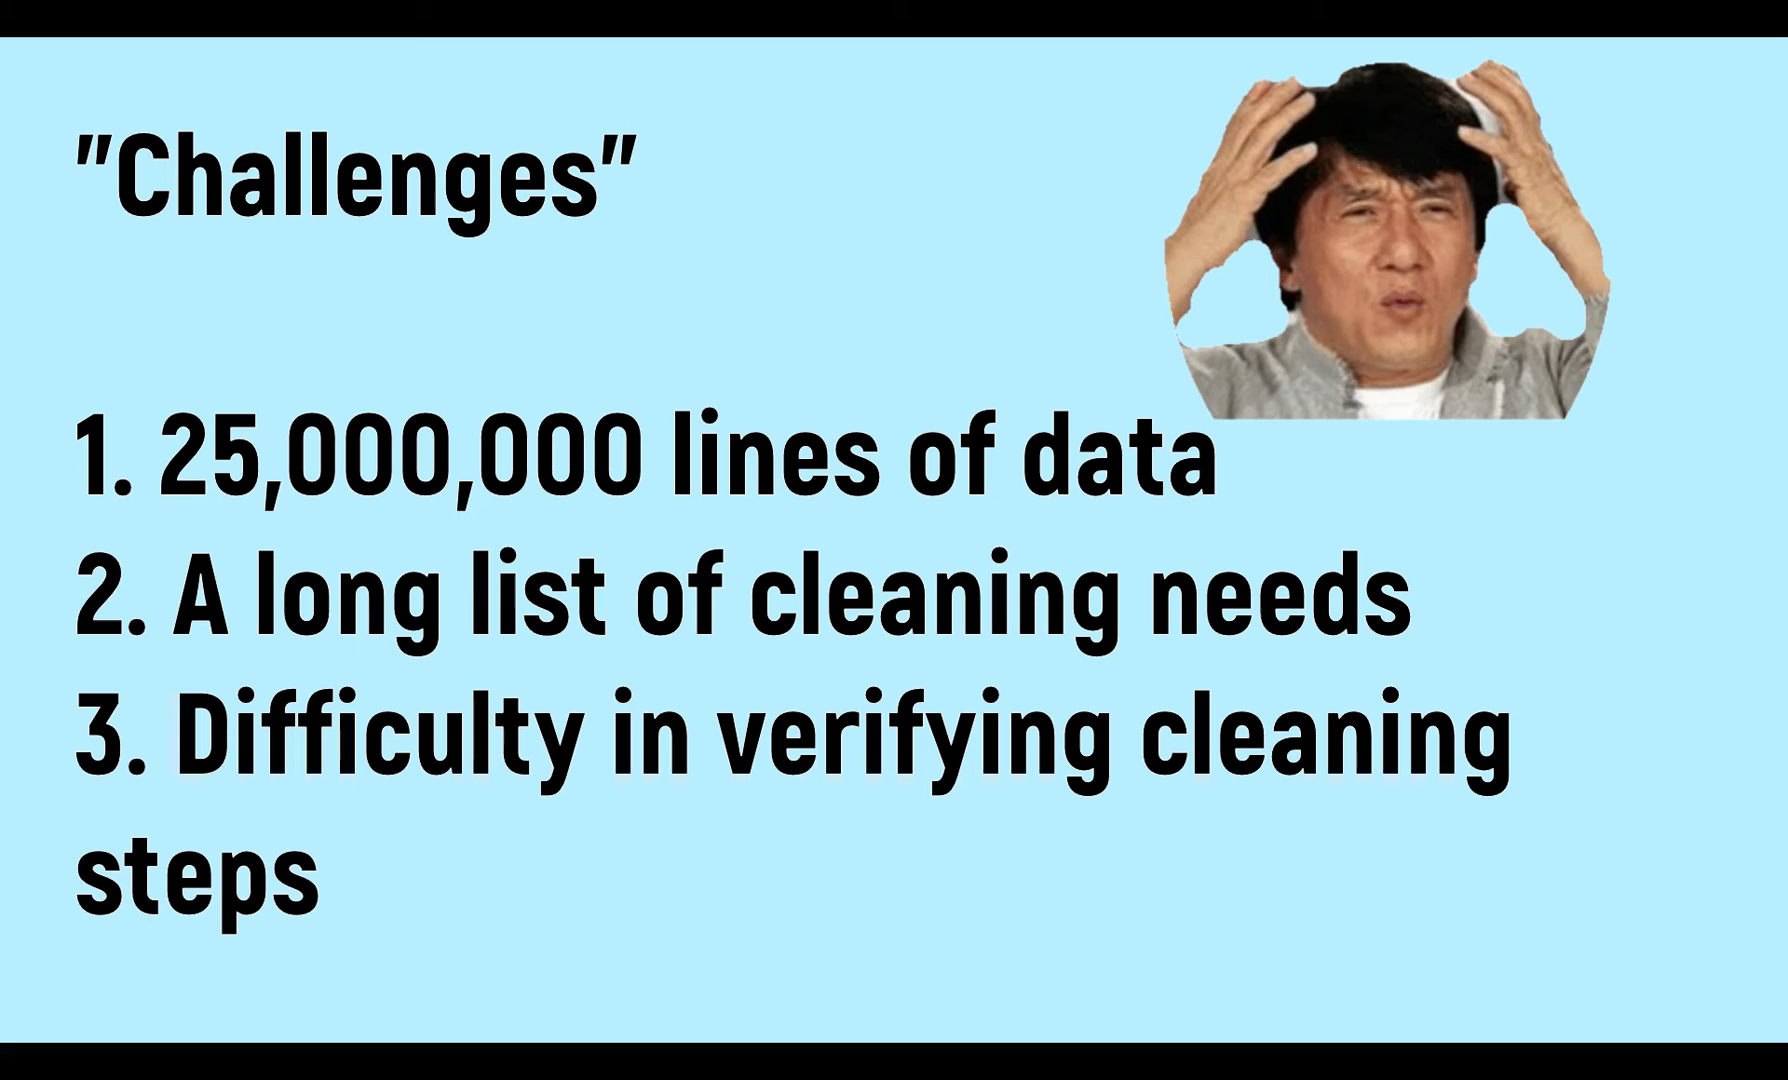 "Challenges"
1. 25,000,000 lines of data
2. A long list of cleaning needs
3. Difficulty in verifying cleaning
steps